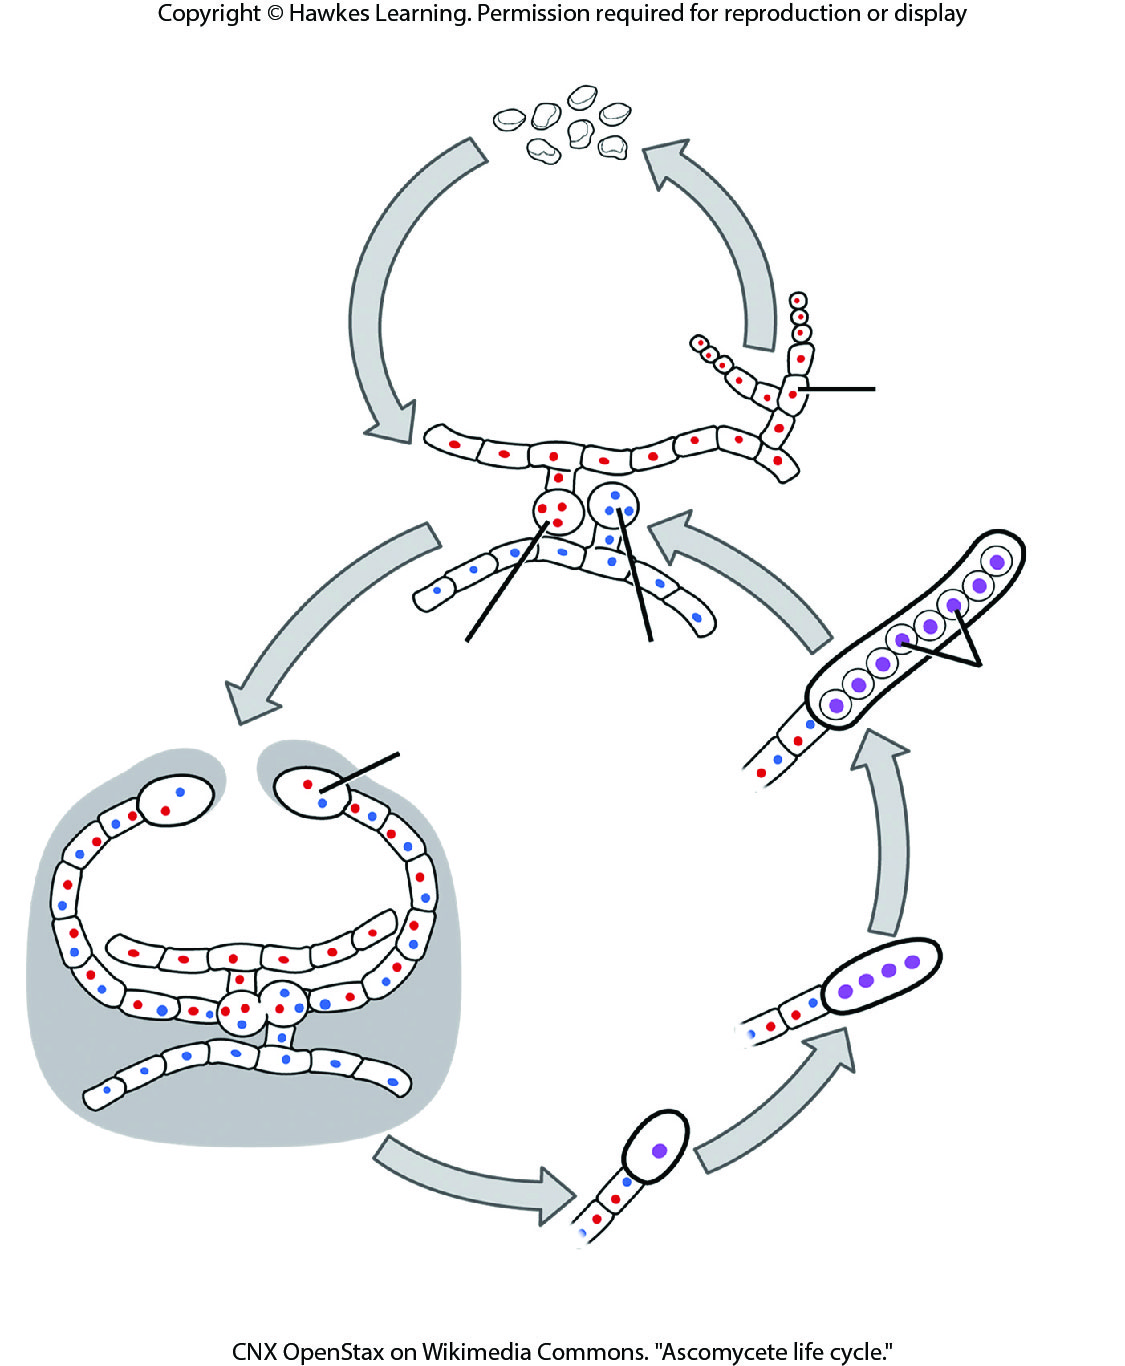 Copyright © Hawkes Learning. Permission required for reproduction or display
CNX OpenStax on Wikimedia Commons. "Ascomycete life cycle."